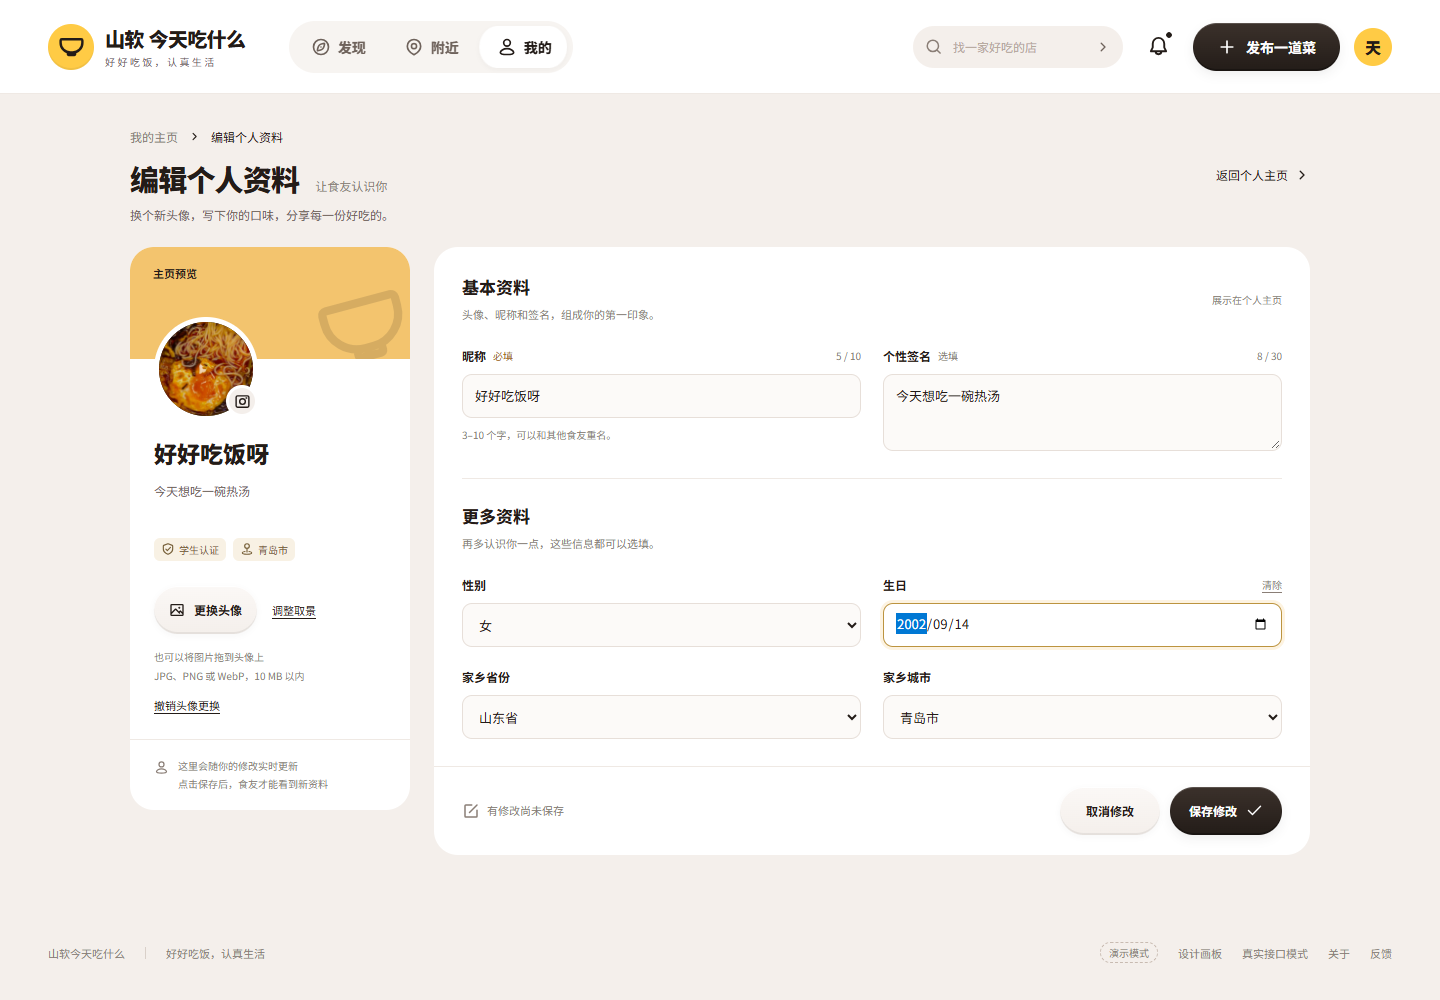 山软 今天吃什么
好好吃饭，认真生活
发现
附近
我的
找一家好吃的店
发布一道菜
天
我的主页
编辑个人资料
编辑个人资料
让食友认识你
返回个人主页
换个新头像，写下你的口味，分享每一份好吃的。
主页预览
好好吃饭呀
今天想吃一碗热汤
学生认证
青岛市
更换头像
调整取景
也可以将图片拖到头像上
JPG、PNG 或 WebP，10 MB 以内
撤销头像更换
这里会随你的修改实时更新
点击保存后，食友才能看到新资料
基本资料
头像、昵称和签名，组成你的第一印象。
展示在个人主页
昵称 必填
5 / 10
好好吃饭呀
3–10 个字，可以和其他食友重名。
个性签名 选填
8 / 30
今天想吃一碗热汤
更多资料
再多认识你一点，这些信息都可以选填。
性别
女
生日
清除
2002/09/14
家乡省份
山东省
家乡城市
青岛市
有修改尚未保存
取消修改
保存修改
山软今天吃什么
好好吃饭，认真生活
演示模式
设计画板
真实接口模式
关于
反馈